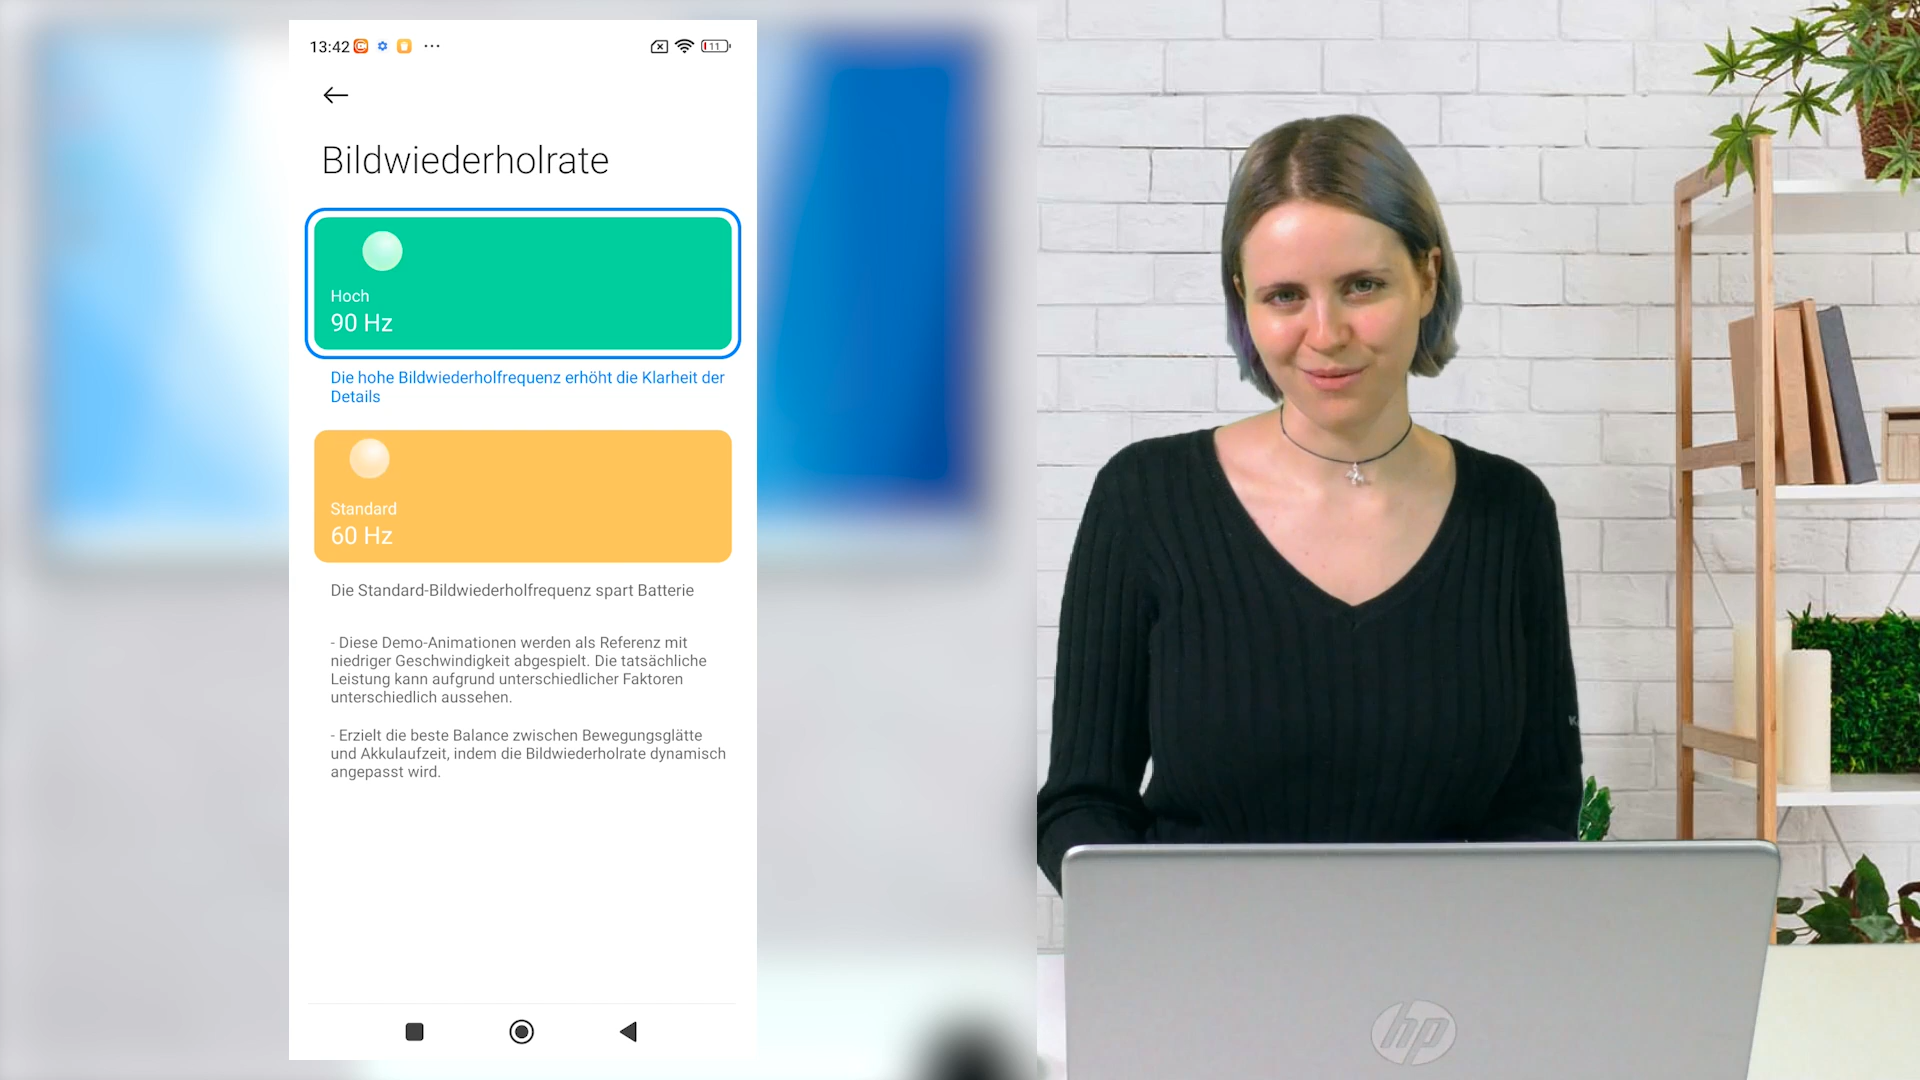 13:42
11
Bildwiederholrate
Hoch
90 Hz
Die hohe Bildwiederholfrequenz erhöht die Klarheit der
Details
Standard
60 Hz
Die Standard-Bildwiederholfrequenz spart Batterie
- Diese Demo-Animationen werden als Referenz mit
niedriger Geschwindigkeit abgespielt. Die tatsächliche
Leistung kann aufgrund unterschiedlicher Faktoren
unterschiedlich aussehen.
- Erzielt die beste Balance zwischen Bewegungsglätte
und Akkulaufzeit, indem die Bildwiederholrate dynamisch
angepasst wird.
hp